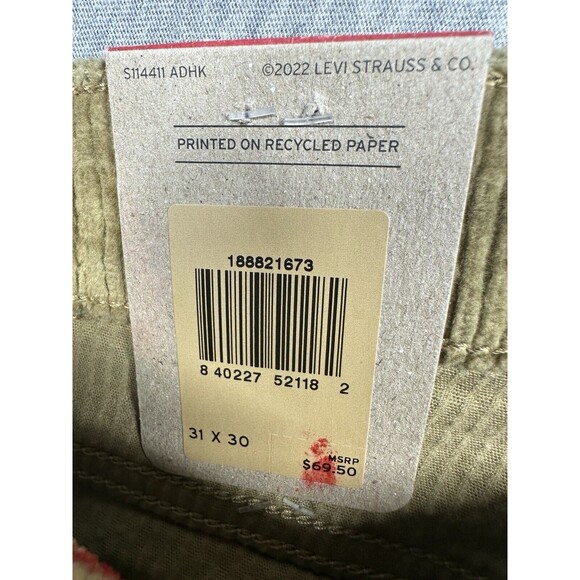 S114411 ADHK ©2022 LEVI STRAUSS & CO.
PRINTED ON RECYCLED PAPER
188821673
8 40227 52118 2
31 X 30
MSRP
$69.50